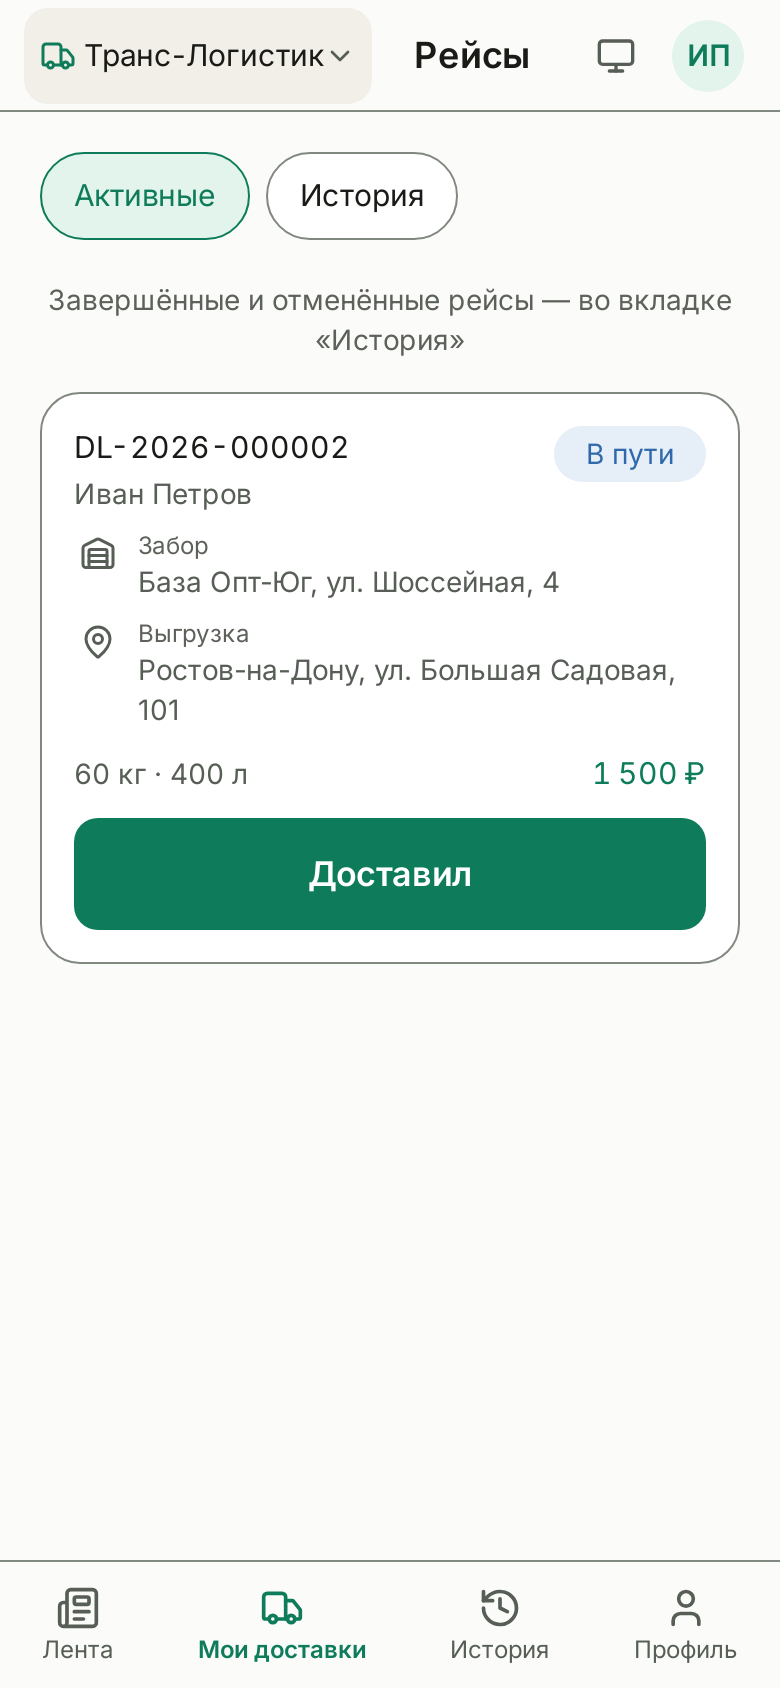 Транс-Логистик
Рейсы
ИП
Активные
История
Завершённые и отменённые рейсы — во вкладке
«История»
DL-2026-000002
В пути
Иван Петров
Забор
База Опт-Юг, ул. Шоссейная, 4
Выгрузка
Ростов-на-Дону, ул. Большая Садовая,
101
60 кг · 400 л
1 500 ₽
Доставил
Лента
Мои доставки
История
Профиль